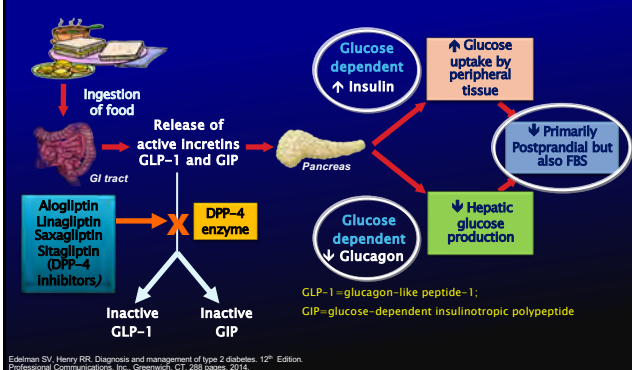 Ingestion
of food
GI tract
Release of
active incretins
GLP-1 and GIP
Pancreas
Glucose
dependent
↑ Insulin
↑ Glucose
uptake by
peripheral
tissue
↓ Primarily
Postprandial but
also FBS
Alogliptin
Linagliptin
Saxagliptin
Sitagliptin
(DPP-4
inhibitors)
X
DPP-4
enzyme
Glucose
dependent
↓ Glucagon
↓ Hepatic
glucose
production
Inactive
GLP-1
Inactive
GIP
GLP-1=glucagon-like peptide-1;
GIP=glucose-dependent insulinotropic polypeptide
Edelman SV, Henry RR. Diagnosis and management of type 2 diabetes. 12th Edition.
Professional Communications, Inc., Greenwich, CT. 288 pages, 2014.